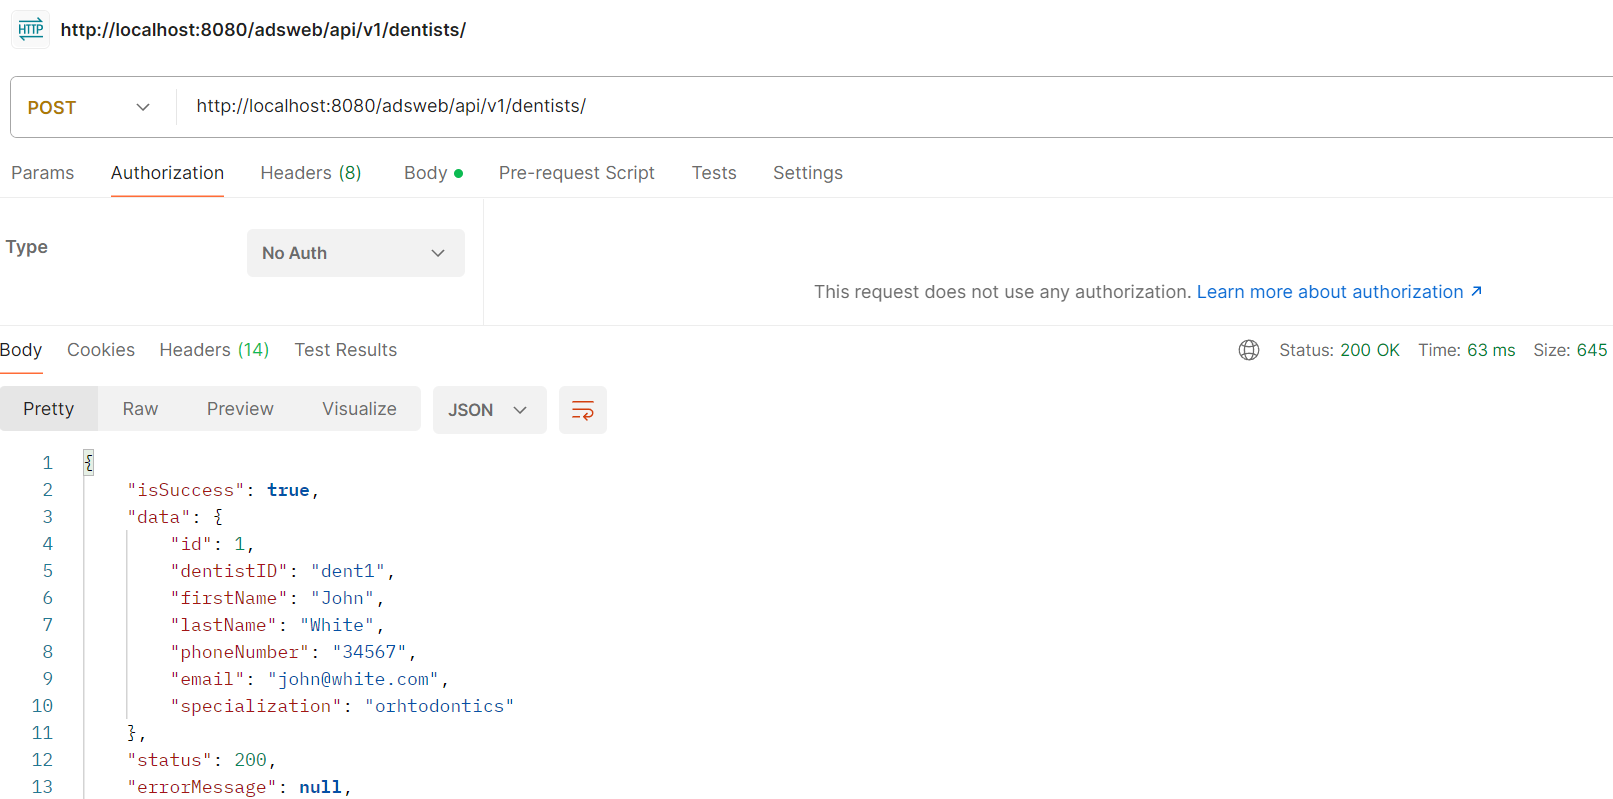 HTTP http://localhost:8080/adsweb/api/v1/dentists/
POST http://localhost:8080/adsweb/api/v1/dentists/
Params Authorization Headers (8) Body Pre-request Script Tests Settings
Type No Auth
This request does not use any authorization. Learn more about authorization ↗
Body Cookies Headers (14) Test Results Status: 200 OK Time: 63 ms Size: 645
Pretty Raw Preview Visualize JSON
1 {
2 "isSuccess": true,
3 "data": {
4 "id": 1,
5 "dentistID": "dent1",
6 "firstName": "John",
7 "lastName": "White",
8 "phoneNumber": "34567",
9 "email": "john@white.com",
10 "specialization": "orhtodontics"
11 },
12 "status": 200,
13 "errorMessage": null,